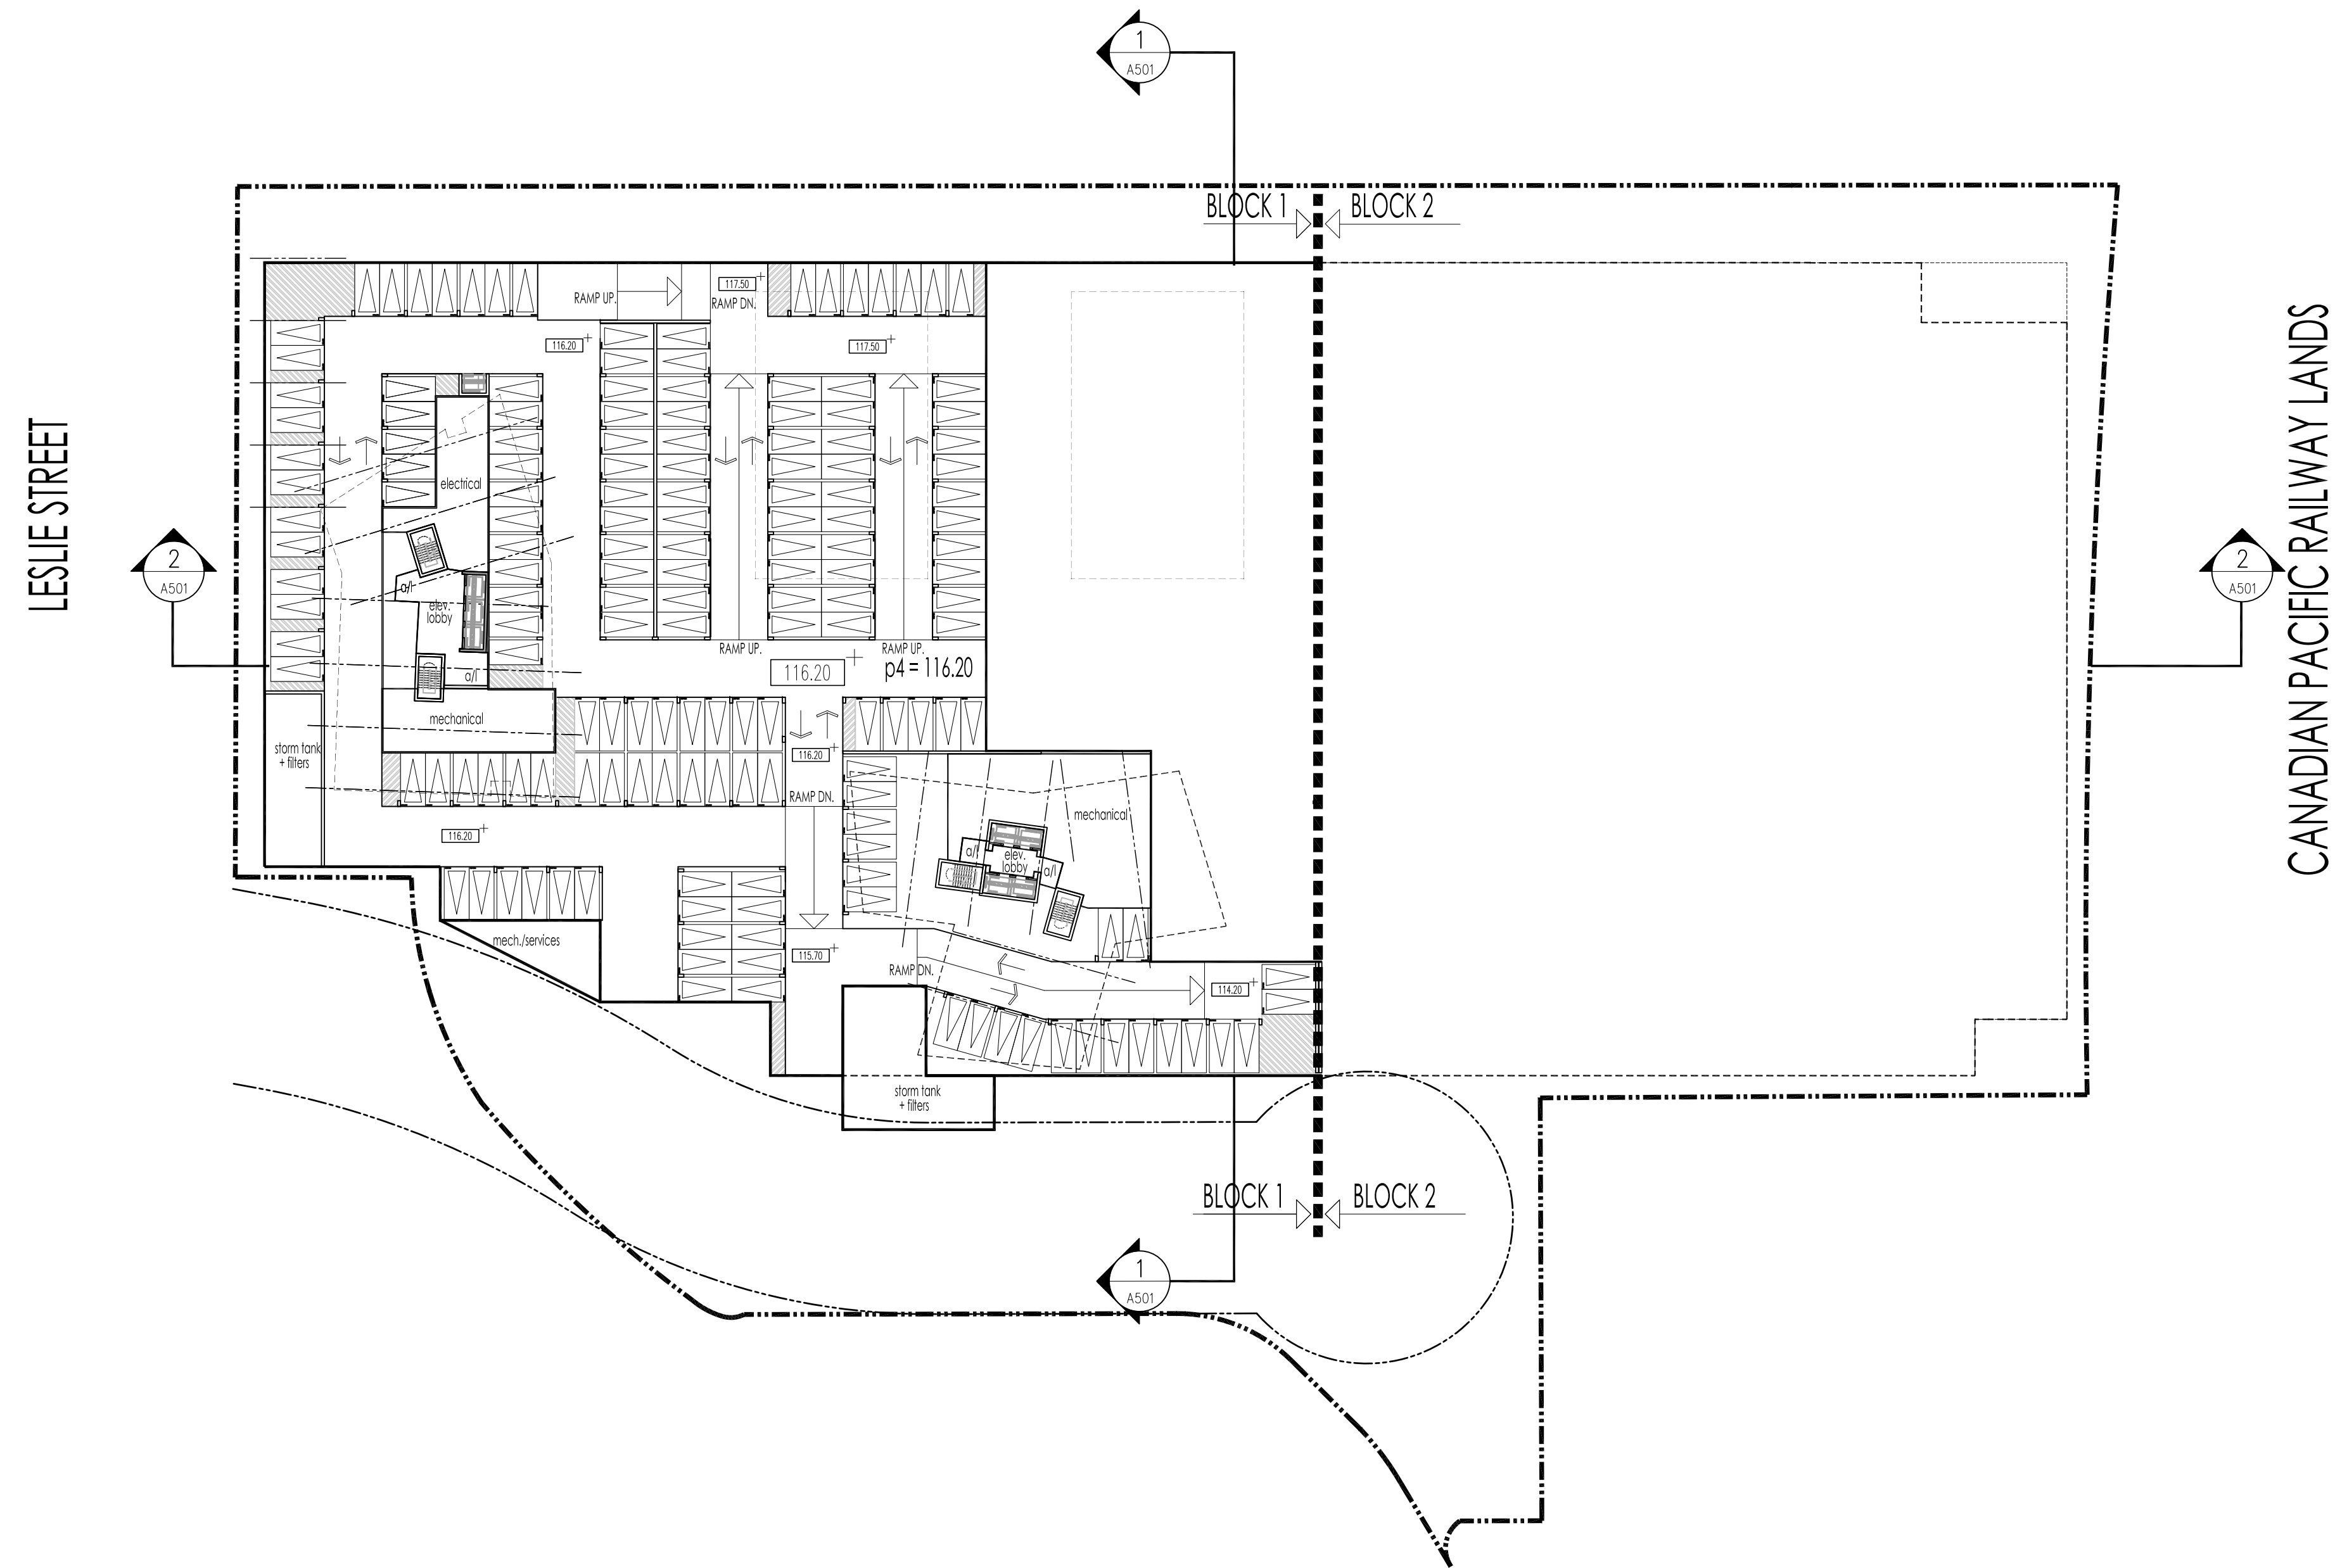 1
A501
BLOCK 1
BLOCK 2
117.50
RAMP UP.
RAMP DN.
116.20
117.50
LESLIE STREET
CANADIAN PACIFIC RAILWAY LANDS
electrical
2
A501
2
A501
a/l
elev.
lobby
RAMP UP.
RAMP UP.
116.20
p4 = 116.20
a/l
mechanical
storm tank
+ filters
116.20
RAMP DN.
mechanical
116.20
a/l
elev.
lobby
a/l
mech./services
115.70
RAMP DN.
114.20
storm tank
+ filters
BLOCK 1
BLOCK 2
1
A501